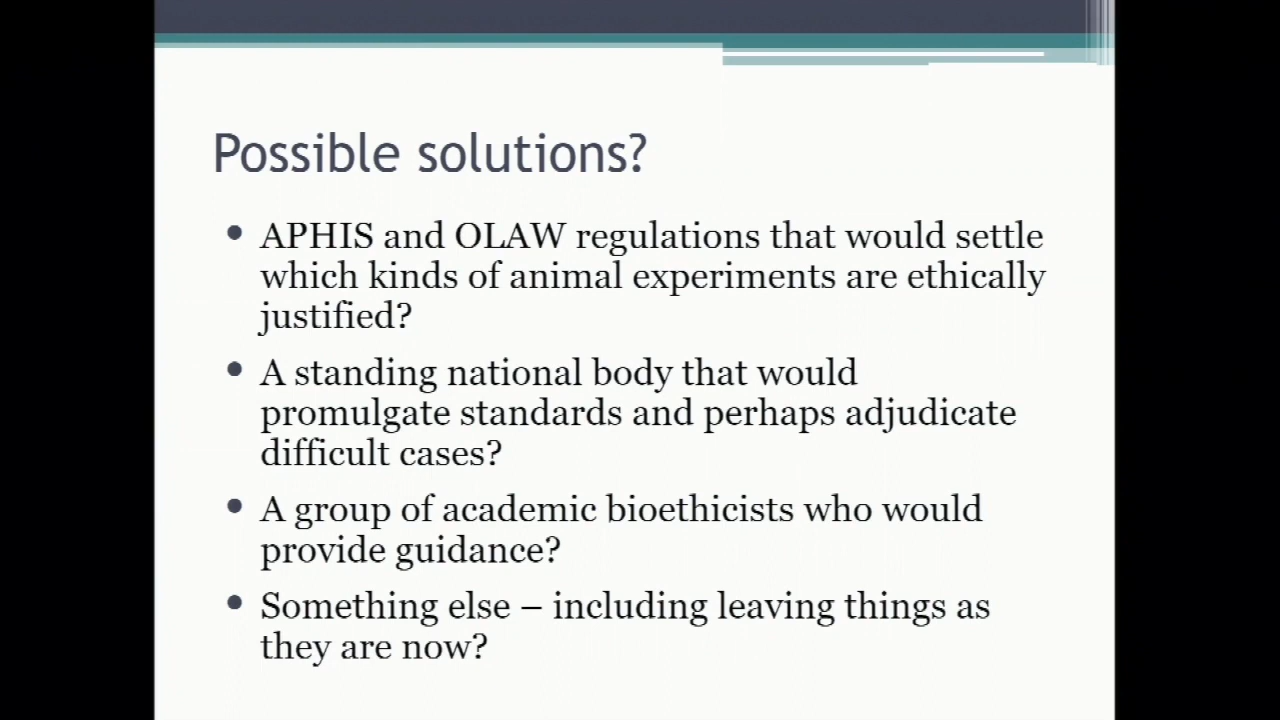 Possible solutions?
• APHIS and OLAW regulations that would settle
which kinds of animal experiments are ethically
justified?
• A standing national body that would
promulgate standards and perhaps adjudicate
difficult cases?
• A group of academic bioethicists who would
provide guidance?
• Something else – including leaving things as
they are now?